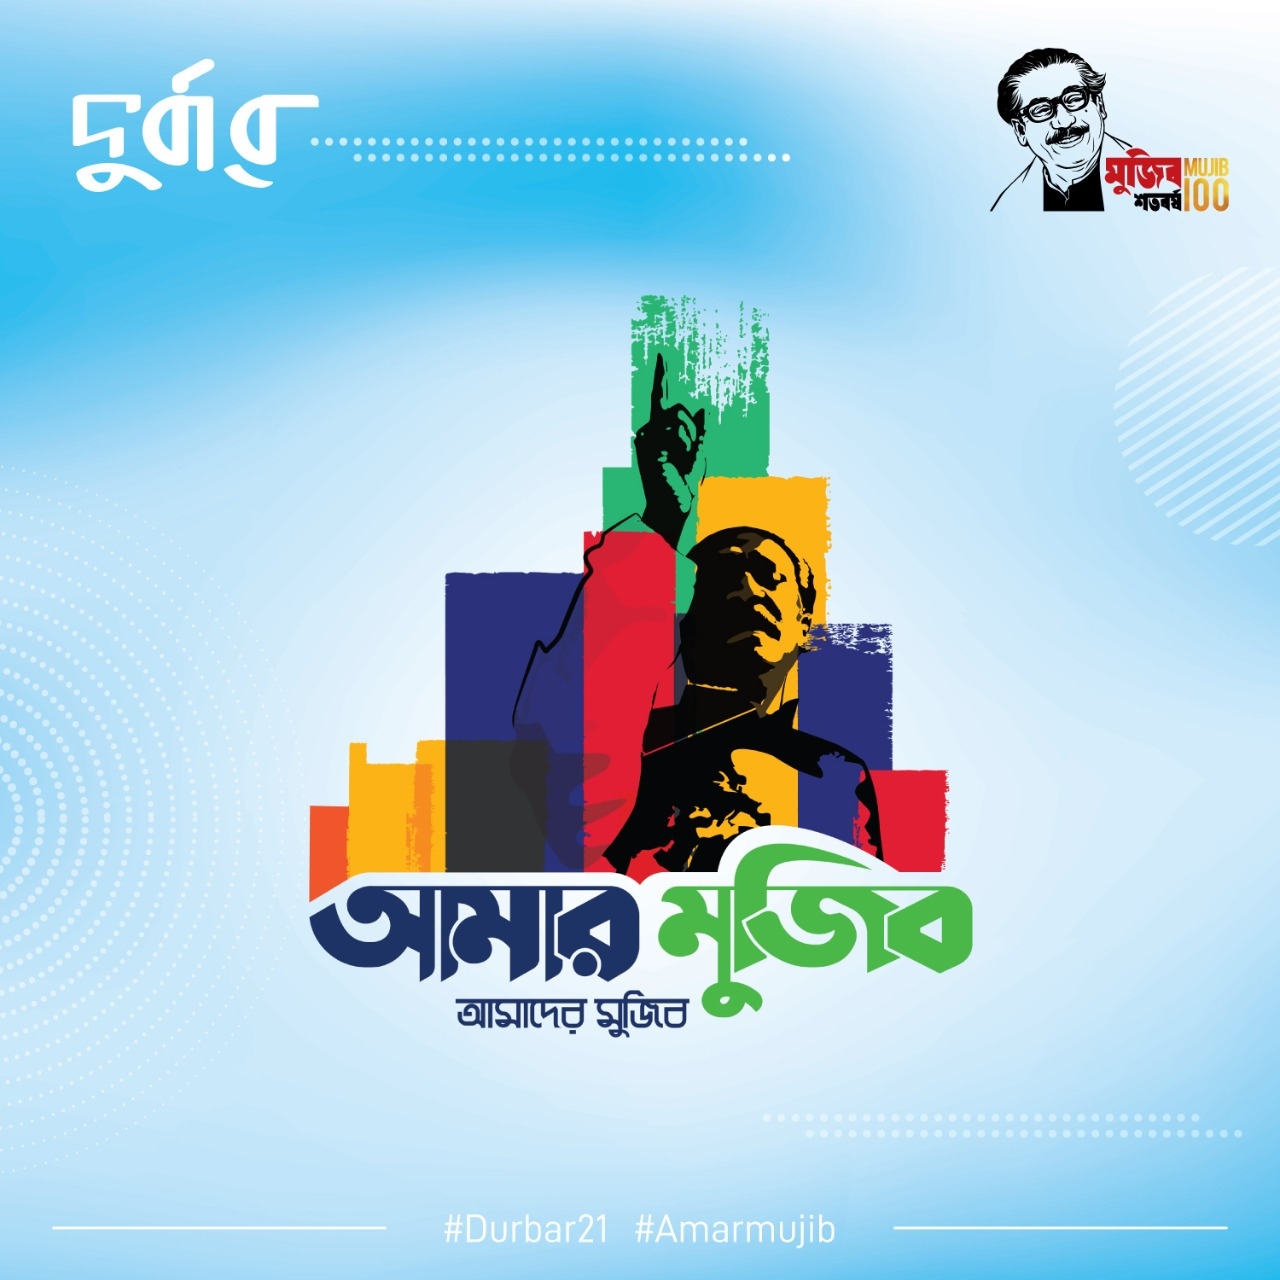 দুর্বার
মুজিব MUJIB
শতবর্ষ 100
আমার মুজিব
আমাদের মুজিব
#Durbar21 #Amarmujib